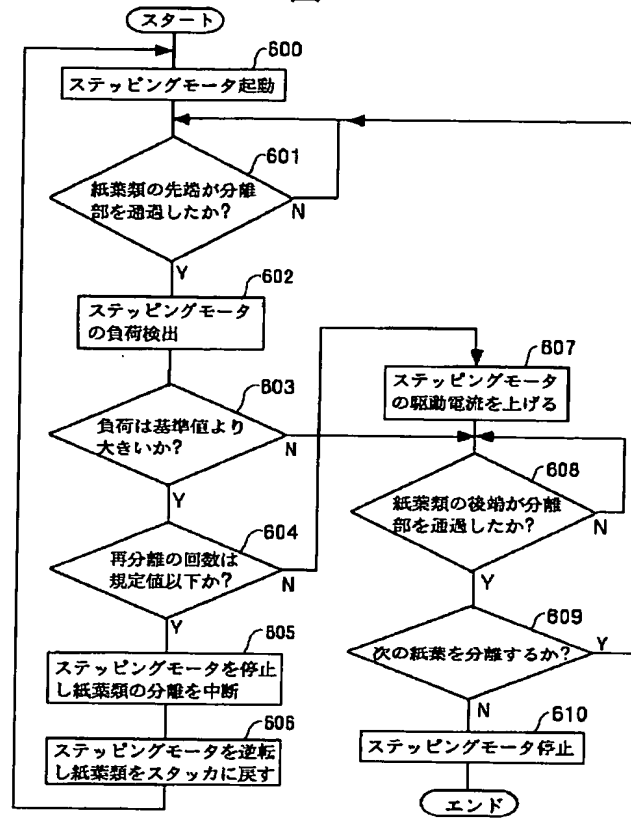 スタート
600
ステッピングモータ起動
601
紙葉類の先端が分離
部を通過したか?
N
Y
602
ステッピングモータ
の負荷検出
603
負荷は基準値より
大きいか?
N
Y
604
再分離の回数は
規定値以下か?
N
Y
605
ステッピングモータを停止
し紙葉類の分離を中断
606
ステッピングモータを逆転
し紙葉類をスタッカに戻す
607
ステッピングモータ
の駆動電流を上げる
608
紙葉類の後端が分離
部を通過したか?
N
Y
609
次の紙葉を分離するか?
Y
N
610
ステッピングモータ停止
エンド